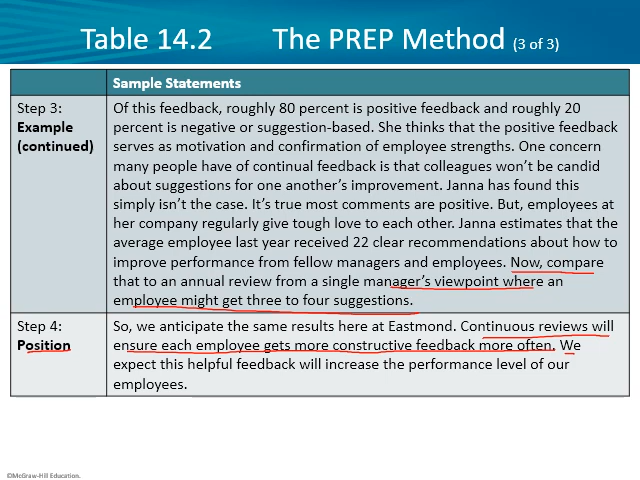 Table 14.2 The PREP Method (3 of 3)
Sample Statements
Step 3:
Example
(continued)
Of this feedback, roughly 80 percent is positive feedback and roughly 20
percent is negative or suggestion-based. She thinks that the positive feedback
serves as motivation and confirmation of employee strengths. One concern
many people have of continual feedback is that colleagues won't be candid
about suggestions for one another's improvement. Janna has found this
simply isn't the case. It's true most comments are positive. But, employees at
her company regularly give tough love to each other. Janna estimates that the
average employee last year received 22 clear recommendations about how to
improve performance from fellow managers and employees. Now, compare
that to an annual review from a single manager's viewpoint where an
employee might get three to four suggestions.
Step 4:
Position
So, we anticipate the same results here at Eastmond. Continuous reviews will
ensure each employee gets more constructive feedback more often. We
expect this helpful feedback will increase the performance level of our
employees.
©McGraw-Hill Education.